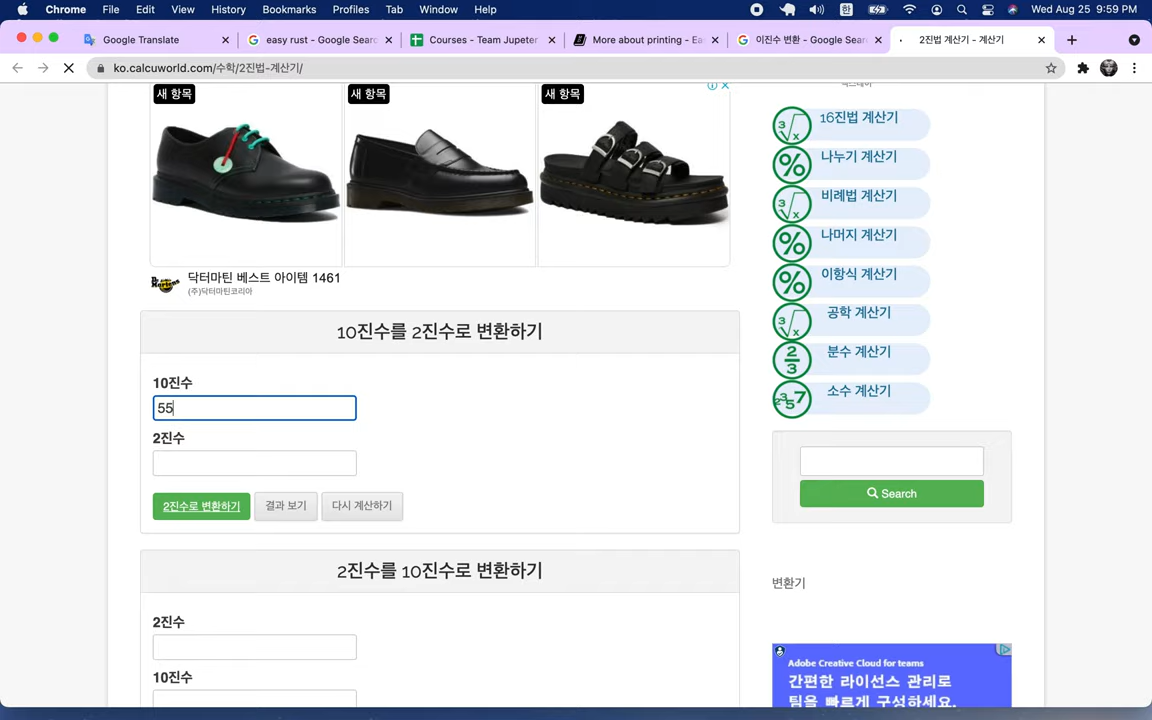 Chrome File Edit View History Bookmarks Profiles Tab Window Help 한 Wed Aug 25 9:59 PM
Google Translate easy rust - Google Searc Courses - Team Jupeter More about printing - Ea 이진수 변환 - Google Sear 2진법 계산기 - 계산기
ko.calcuworld.com/수학/2진법-계산기/
새 항목 새 항목 새 항목
닥터마틴 베스트 아이템 1461
(주)닥터마틴코리아
10진수를 2진수로 변환하기
10진수
55
2진수
2진수로 변환하기 결과 보기 다시 계산하기
2진수를 10진수로 변환하기
2진수
10진수
16진법 계산기
나누기 계산기
비례법 계산기
나머지 계산기
이항식 계산기
공학 계산기
분수 계산기
소수 계산기
Search
변환기
Adobe Creative Cloud for teams
간편한 라이선스 관리로
팀을 빠르게 구성하세요.